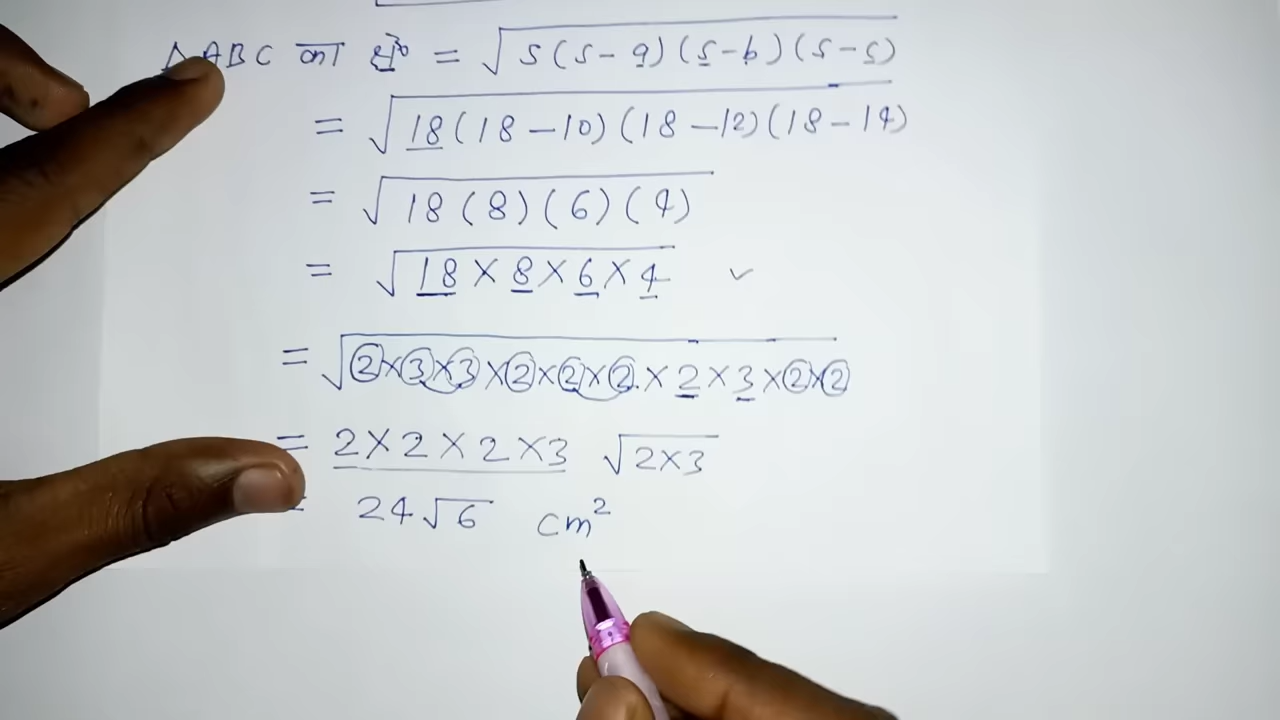 △ABC का क्षे० = √s(s-a)(s-b)(s-c)
= √18(18-10)(18-12)(18-14)
= √18(8)(6)(4)
= √18×8×6×4 ✓
= √2×3×3×2×2×2×2×3×2×2
= 2×2×2×3 √2×3
= 24√6 cm²